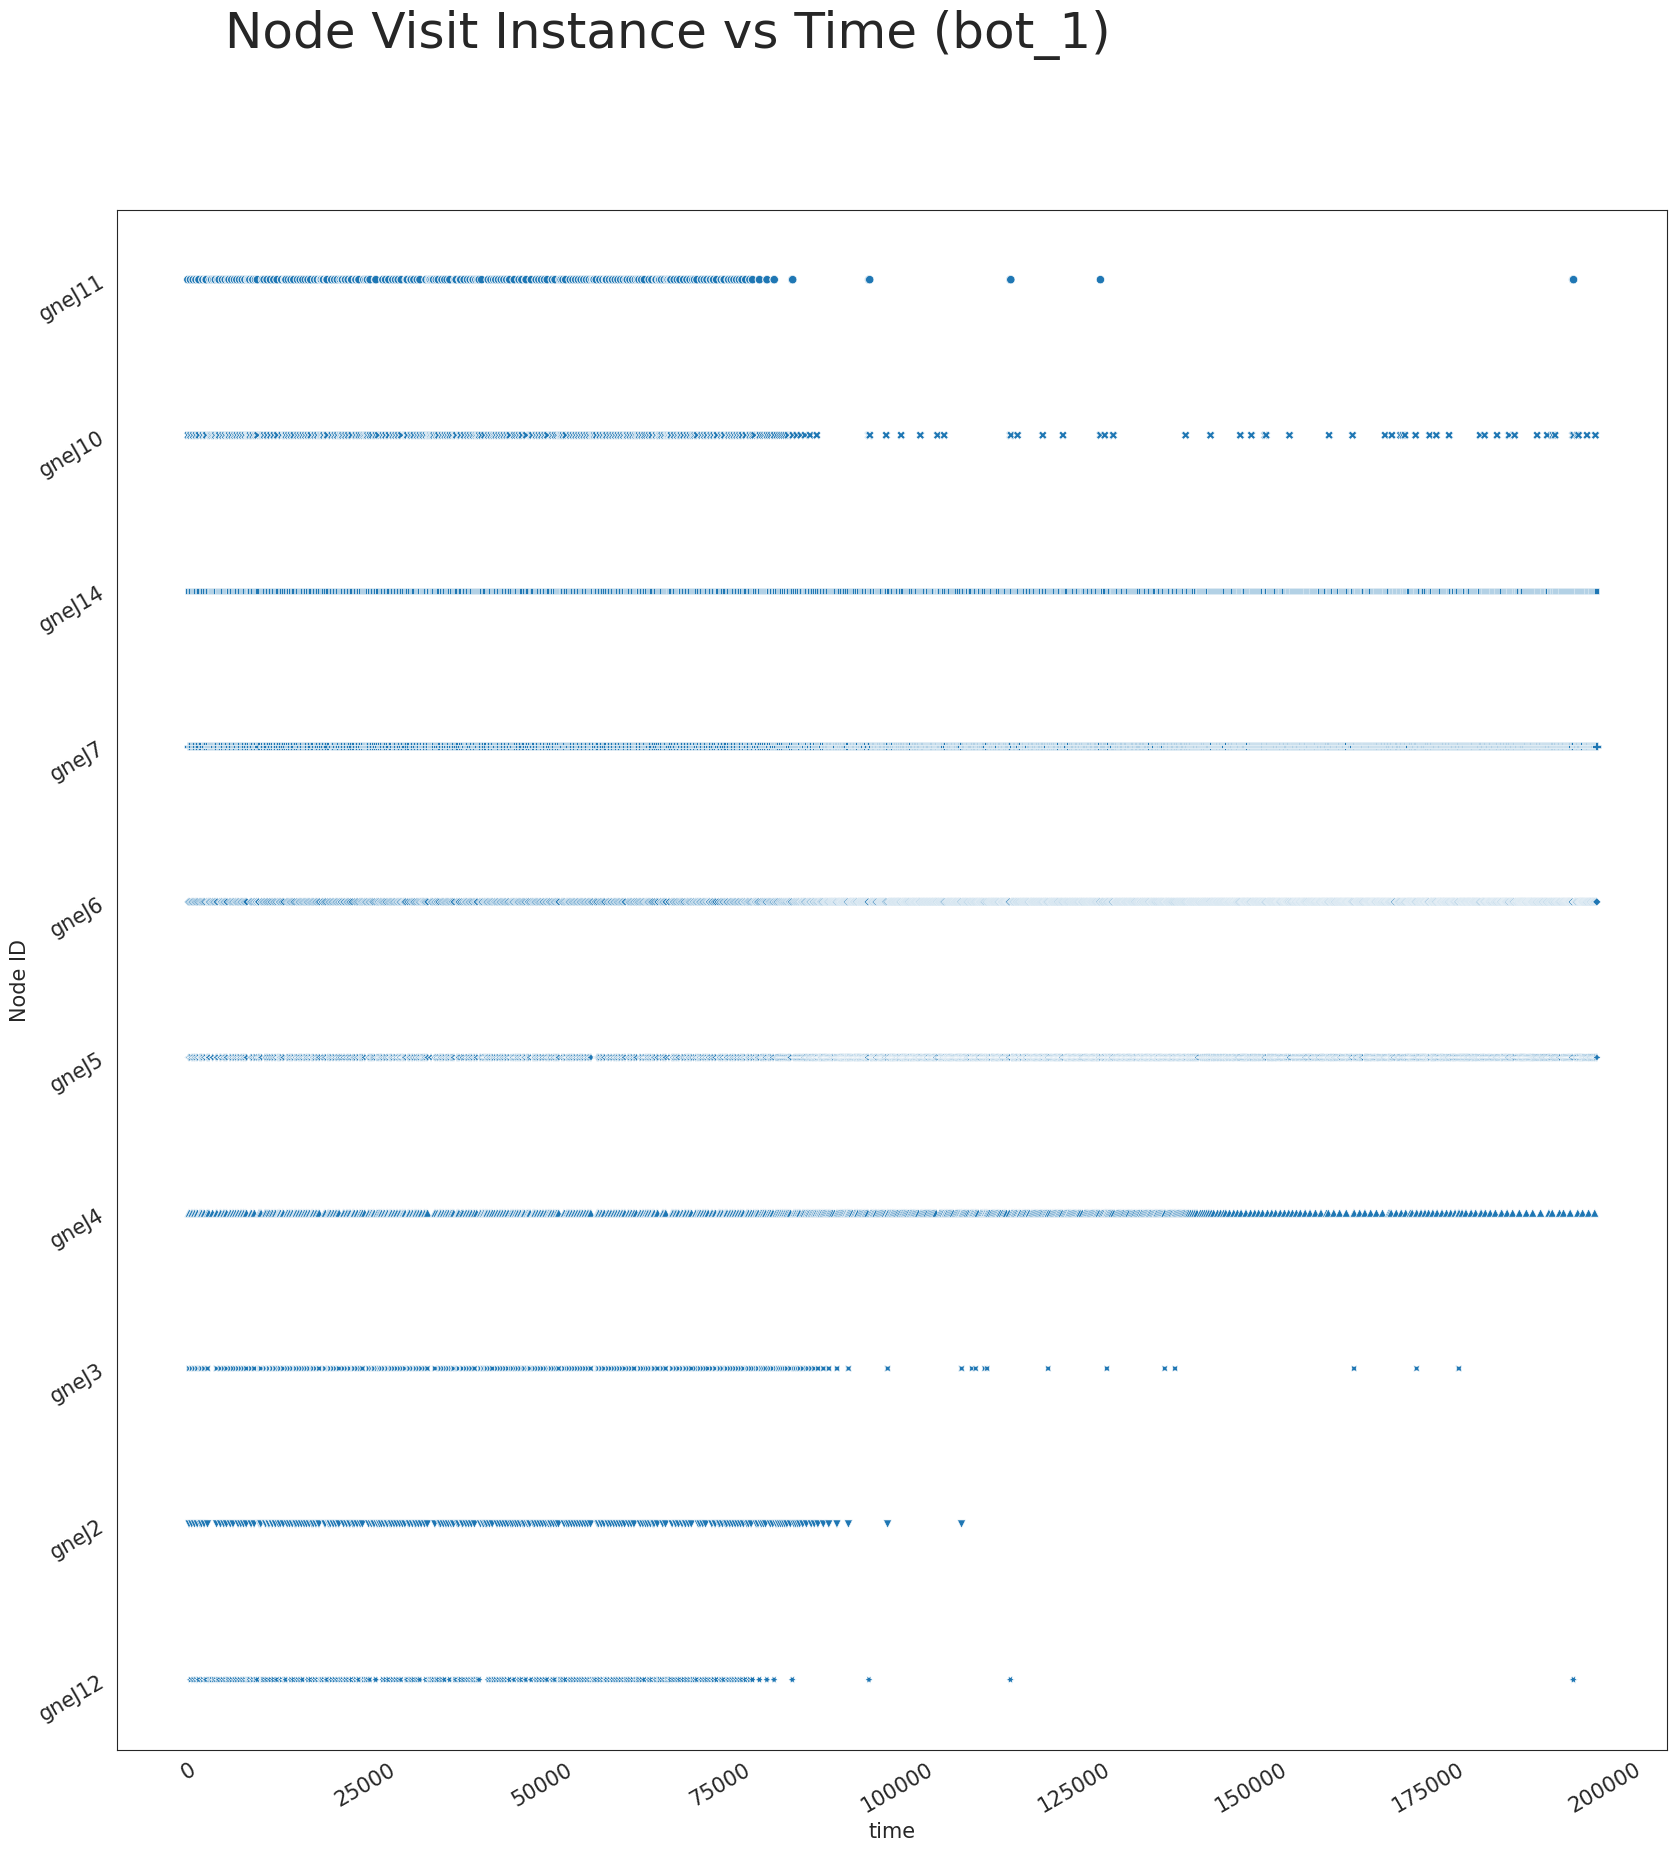 Node Visit Instance vs Time (bot_1)
gneJ11
gneJ10
gneJ14
gneJ7
gneJ6
gneJ5
gneJ4
gneJ3
gneJ2
gneJ12
Node ID
0 25000 50000 75000 100000 125000 150000 175000 200000
time